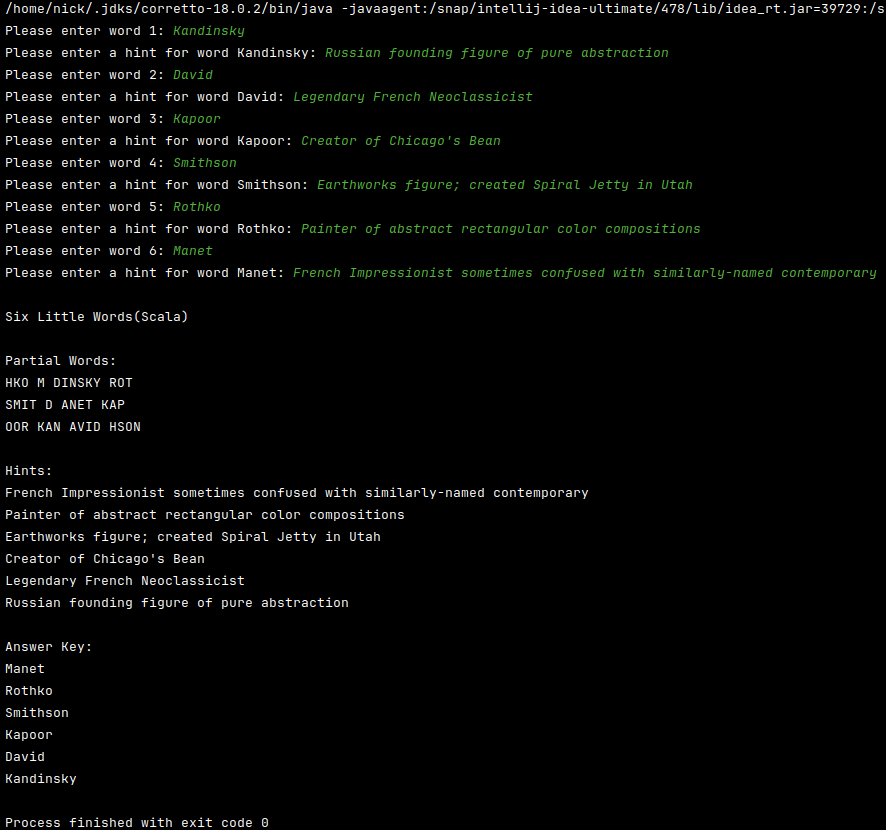 /home/nick/.jdks/corretto-18.0.2/bin/java -javaagent:/snap/intellij-idea-ultimate/478/lib/idea_rt.jar=39729:/s
Please enter word 1: Kandinsky
Please enter a hint for word Kandinsky: Russian founding figure of pure abstraction
Please enter word 2: David
Please enter a hint for word David: Legendary French Neoclassicist
Please enter word 3: Kapoor
Please enter a hint for word Kapoor: Creator of Chicago's Bean
Please enter word 4: Smithson
Please enter a hint for word Smithson: Earthworks figure; created Spiral Jetty in Utah
Please enter word 5: Rothko
Please enter a hint for word Rothko: Painter of abstract rectangular color compositions
Please enter word 6: Manet
Please enter a hint for word Manet: French Impressionist sometimes confused with similarly-named contemporary
Six Little Words(Scala)
Partial Words:
HKO M DINSKY ROT
SMIT D ANET KAP
OOR KAN AVID HSON
Hints:
French Impressionist sometimes confused with similarly-named contemporary
Painter of abstract rectangular color compositions
Earthworks figure; created Spiral Jetty in Utah
Creator of Chicago's Bean
Legendary French Neoclassicist
Russian founding figure of pure abstraction
Answer Key:
Manet
Rothko
Smithson
Kapoor
David
Kandinsky
Process finished with exit code 0